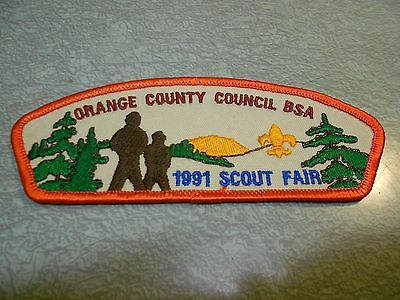 ORANGE COUNTY COUNCIL BSA
1991 SCOUT FAIR